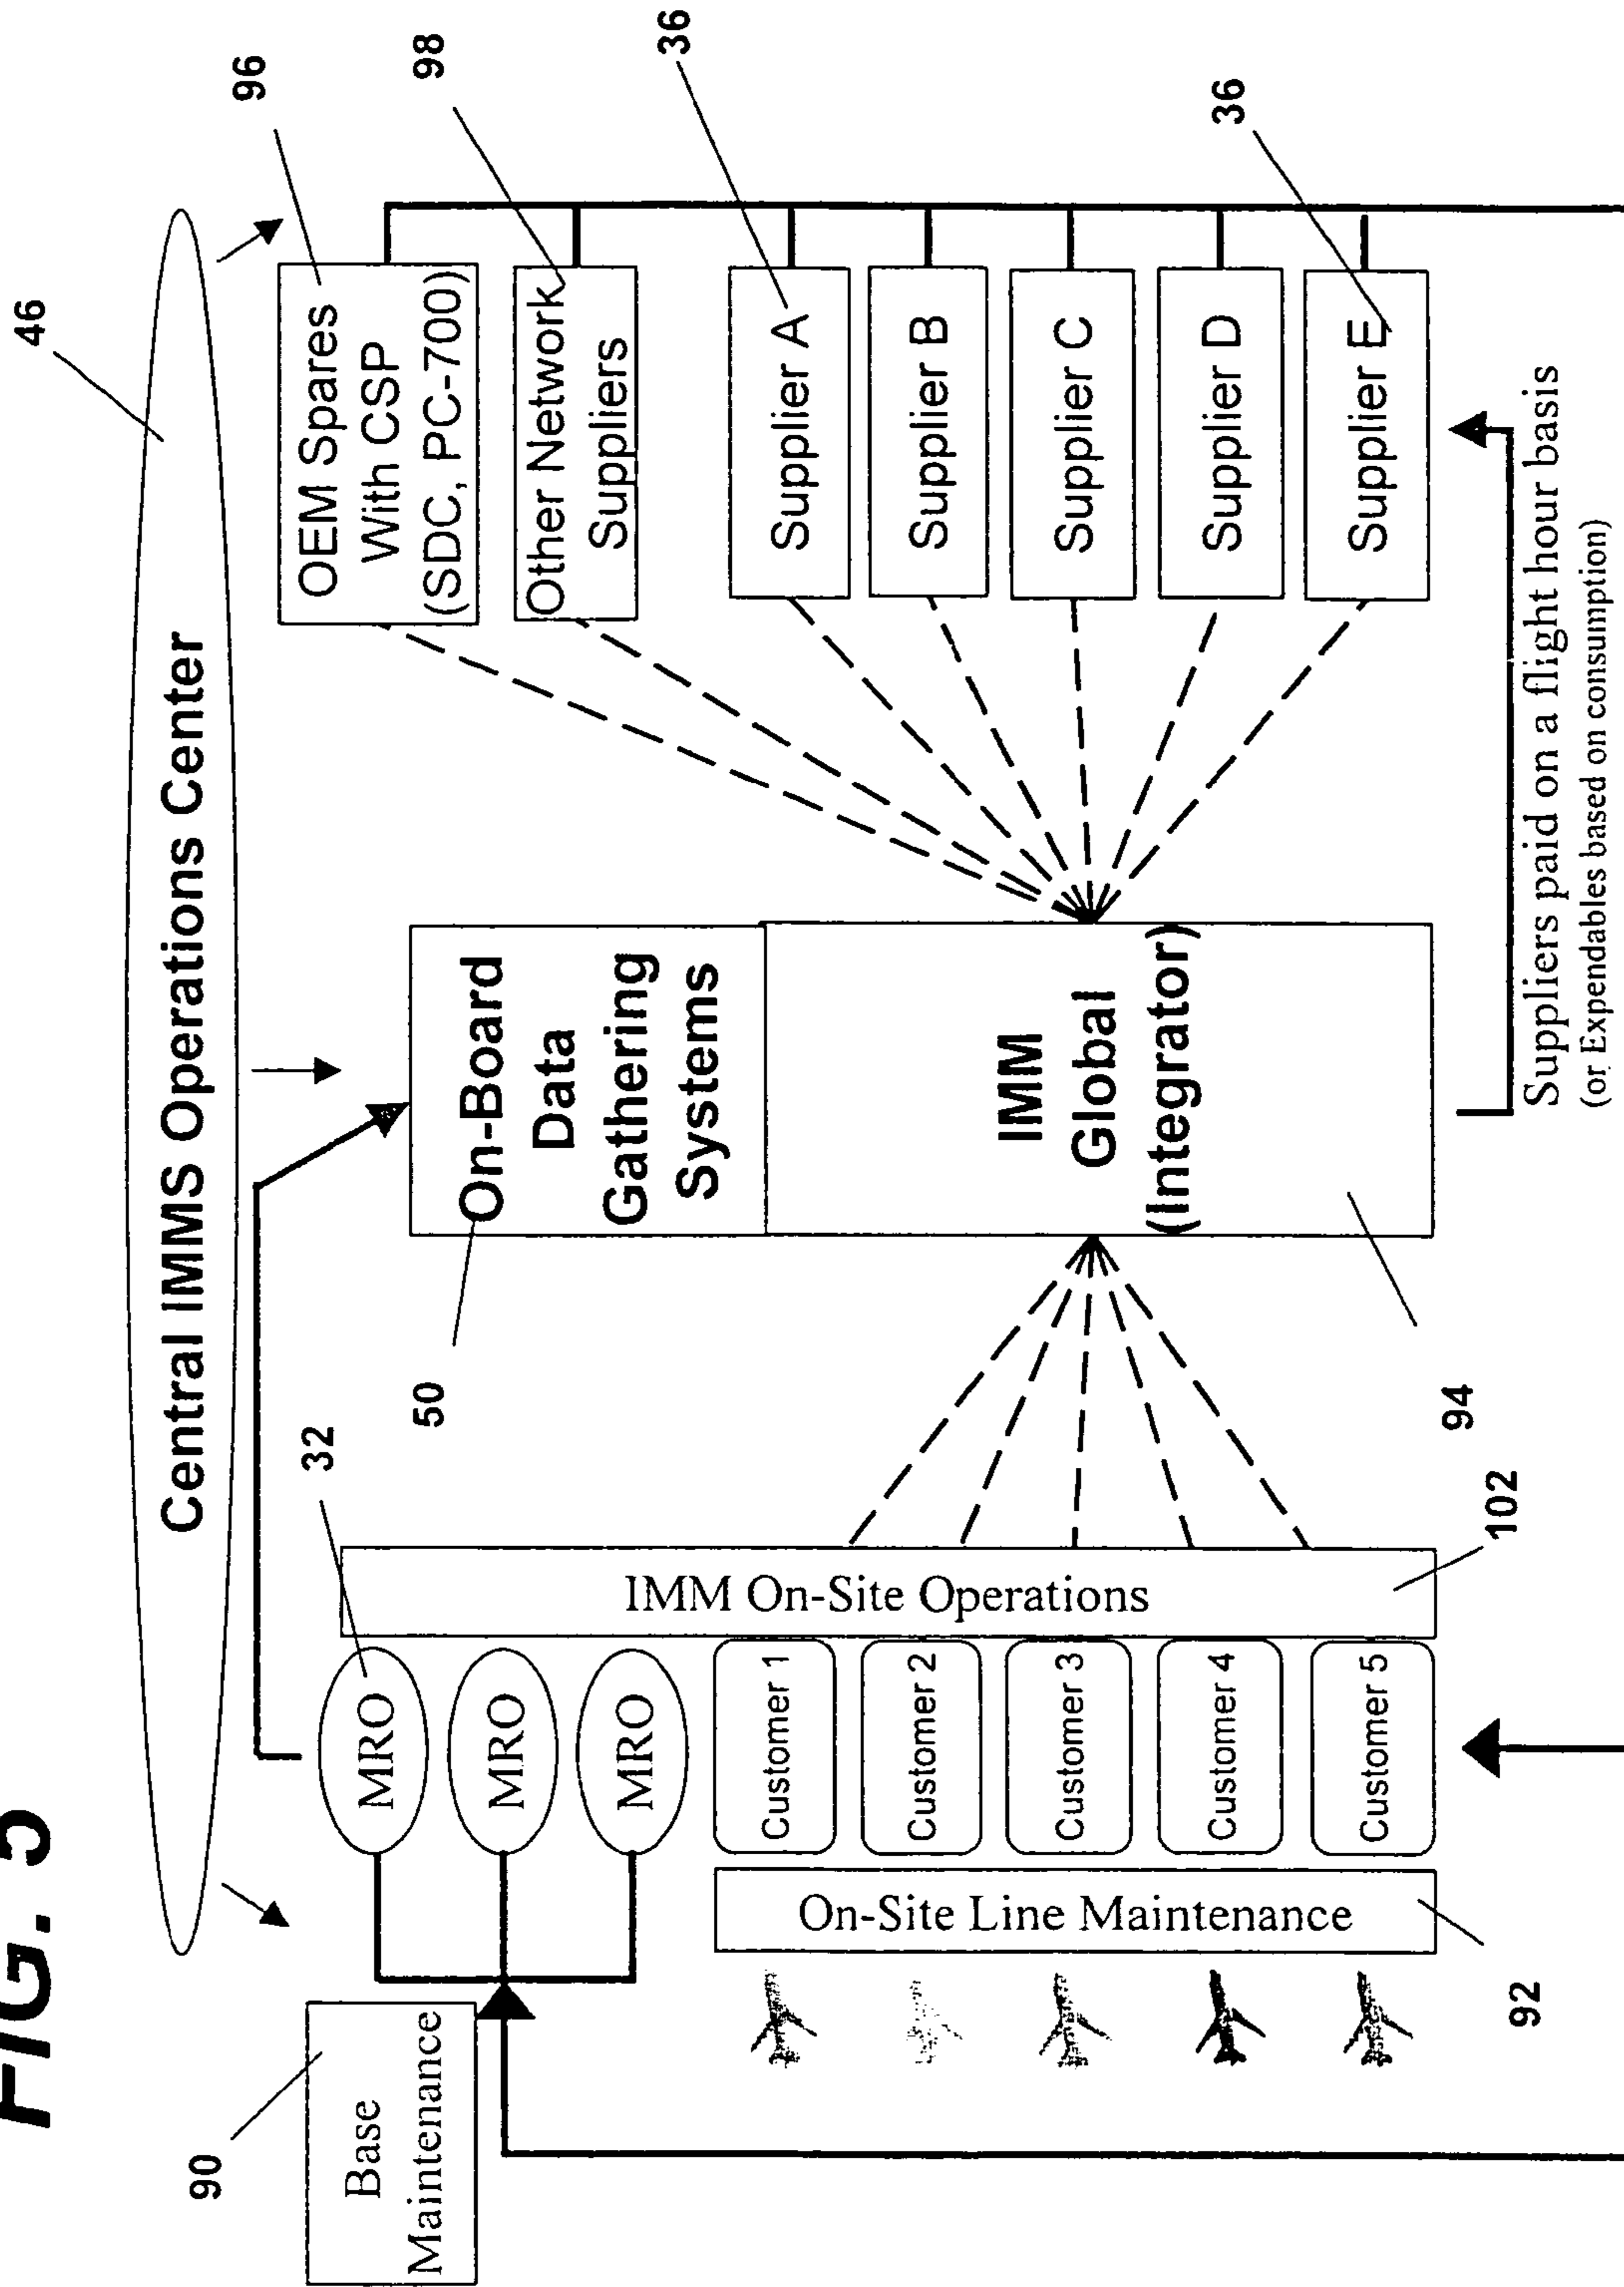 FIG. 5
46
Central IMMS Operations Center
90
Base
Maintenance
32
MRO
MRO
MRO
50
On-Board
Data
Gathering
Systems
96
OEM Spares
With CSP
(SDC, PC-700)
98
Other Network
Suppliers
36
Customer 1
Customer 2
Customer 3
Customer 4
Customer 5
On-Site Line Maintenance
92
IMM On-Site Operations
102
IMM
Global
(Integrator)
94
Supplier A
Supplier B
Supplier C
Supplier D
Supplier E
36
Suppliers paid on a flight hour basis
(or Expendables based on consumption)